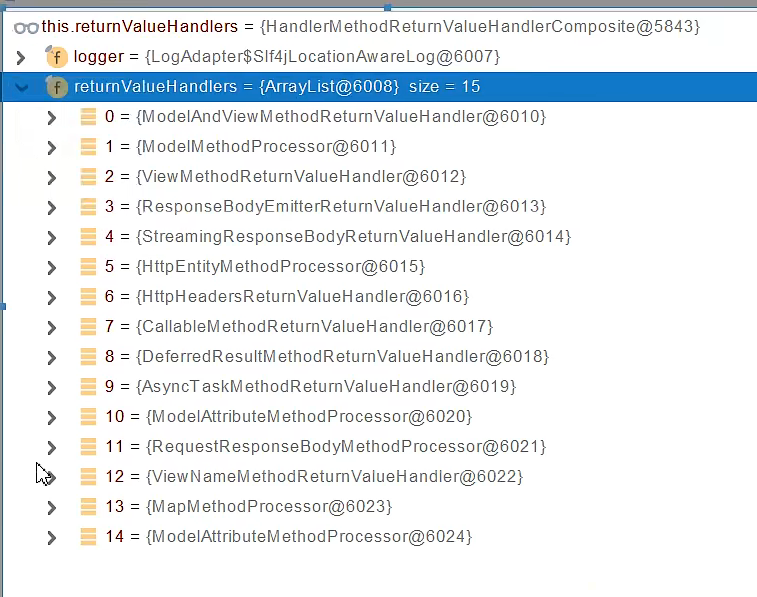 this.returnValueHandlers = {HandlerMethodReturnValueHandlerComposite@5843}
f logger = {LogAdapter$Slf4jLocationAwareLog@6007}
f returnValueHandlers = {ArrayList@6008} size = 15
0 = {ModelAndViewMethodReturnValueHandler@6010}
1 = {ModelMethodProcessor@6011}
2 = {ViewMethodReturnValueHandler@6012}
3 = {ResponseBodyEmitterReturnValueHandler@6013}
4 = {StreamingResponseBodyReturnValueHandler@6014}
5 = {HttpEntityMethodProcessor@6015}
6 = {HttpHeadersReturnValueHandler@6016}
7 = {CallableMethodReturnValueHandler@6017}
8 = {DeferredResultMethodReturnValueHandler@6018}
9 = {AsyncTaskMethodReturnValueHandler@6019}
10 = {ModelAttributeMethodProcessor@6020}
11 = {RequestResponseBodyMethodProcessor@6021}
12 = {ViewNameMethodReturnValueHandler@6022}
13 = {MapMethodProcessor@6023}
14 = {ModelAttributeMethodProcessor@6024}